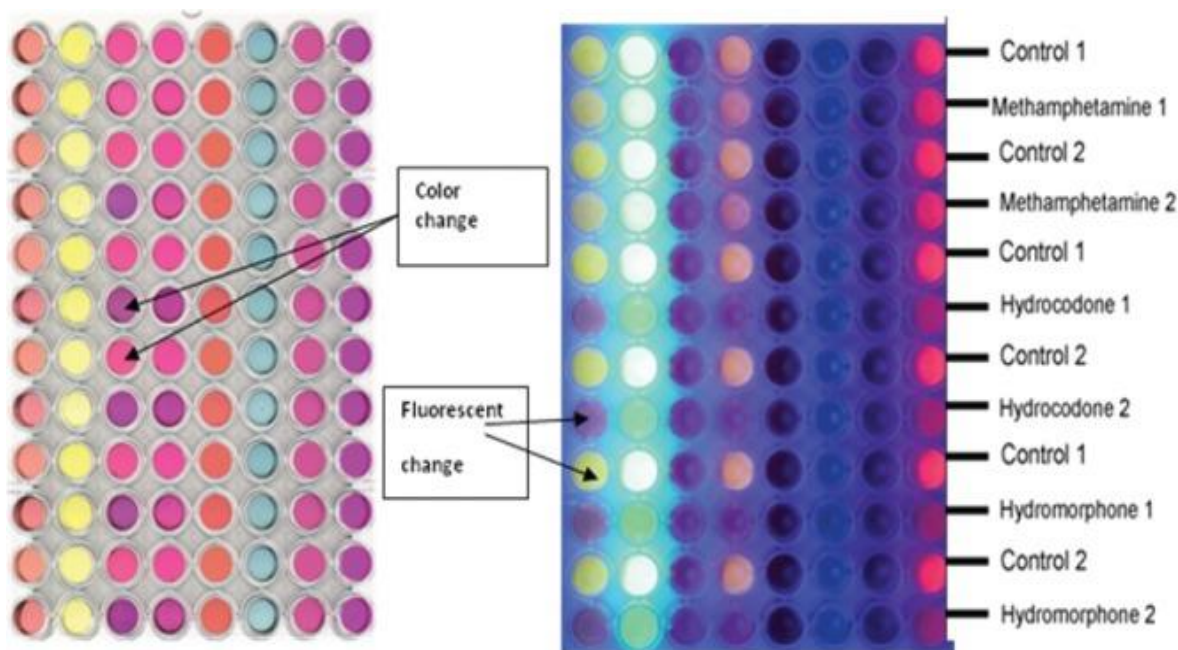 Color
change
Fluorescent
change
Control 1
Methamphetamine 1
Control 2
Methamphetamine 2
Control 1
Hydrocodone 1
Control 2
Hydrocodone 2
Control 1
Hydromorphone 1
Control 2
Hydromorphone 2